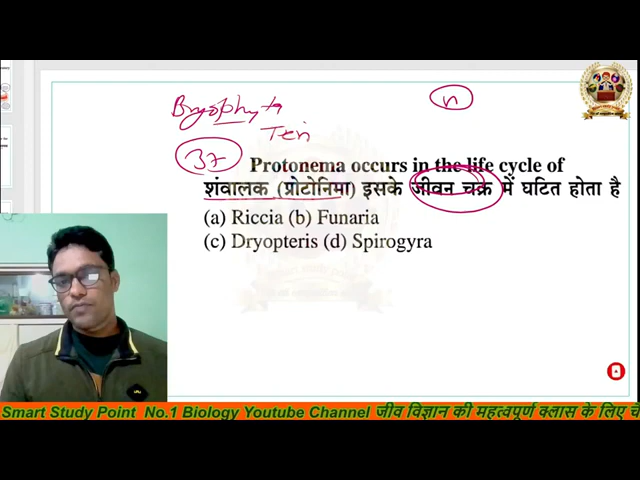 Bryophyta
n
37
Protonema occurs in the life cycle of
शंवालक (प्रोटोनिमा) इसके जीवन चक्र में घटित होता है
(a) Riccia (b) Funaria
(c) Dryopteris (d) Spirogyra
Smart Study Point No.1 Biology Youtube Channel जीव विज्ञान की महत्वपूर्ण क्लास के लिए